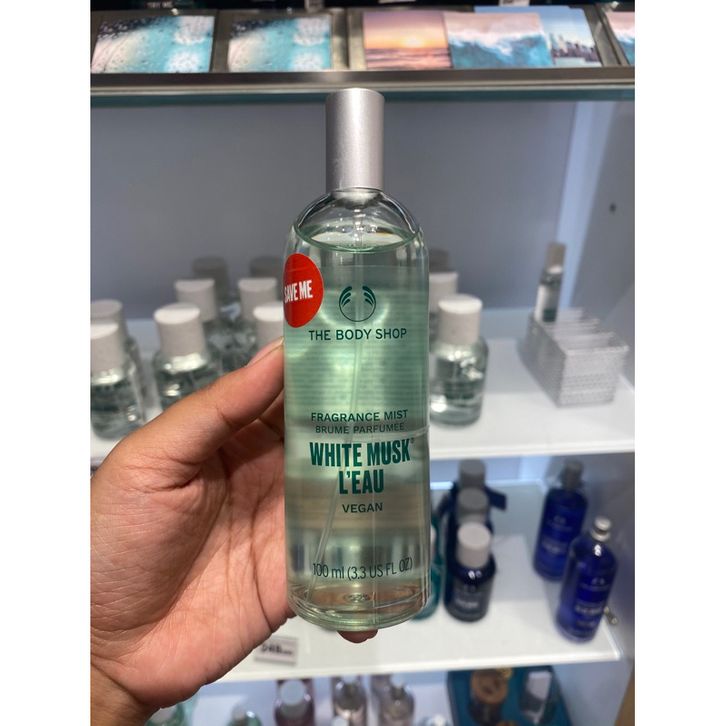 SAVE ME
THE BODY SHOP
FRAGRANCE MIST
BRUME PARFUMÉE
WHITE MUSK®
L'EAU
VEGAN
100 ml (3.3 US FL OZ)